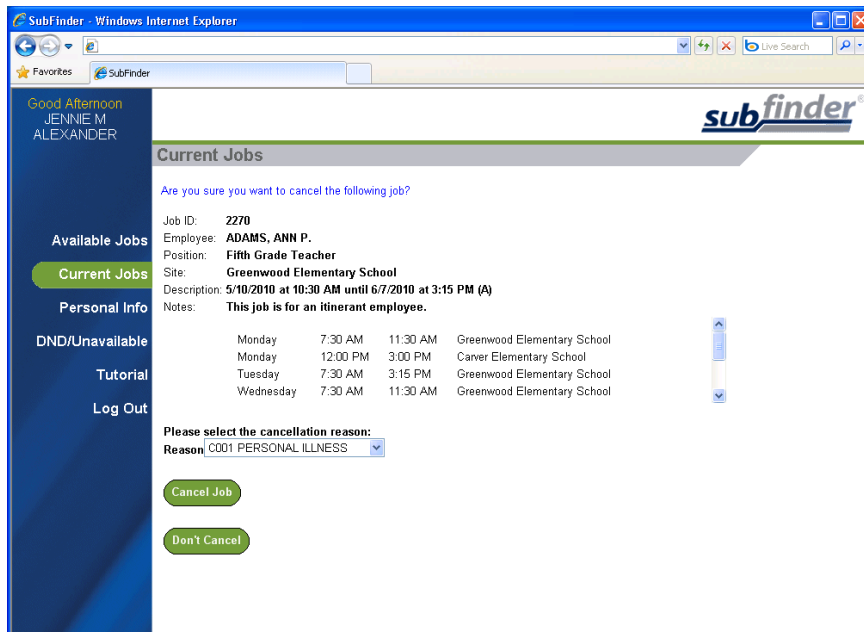 SubFinder - Windows Internet Explorer
Live Search
Favorites SubFinder
Good Afternoon
JENNIE M
ALEXANDER
subfinder®
Current Jobs
Are you sure you want to cancel the following job?
Job ID: 2270
Employee: ADAMS, ANN P.
Position: Fifth Grade Teacher
Site: Greenwood Elementary School
Description: 5/10/2010 at 10:30 AM until 6/7/2010 at 3:15 PM (A)
Notes: This job is for an itinerant employee.
Available Jobs
Current Jobs
Personal Info
DND/Unavailable
Tutorial
Log Out
Monday 7:30 AM 11:30 AM Greenwood Elementary School
Monday 12:00 PM 3:00 PM Carver Elementary School
Tuesday 7:30 AM 3:15 PM Greenwood Elementary School
Wednesday 7:30 AM 11:30 AM Greenwood Elementary School
Please select the cancellation reason:
Reason C001 PERSONAL ILLNESS
Cancel Job
Don't Cancel